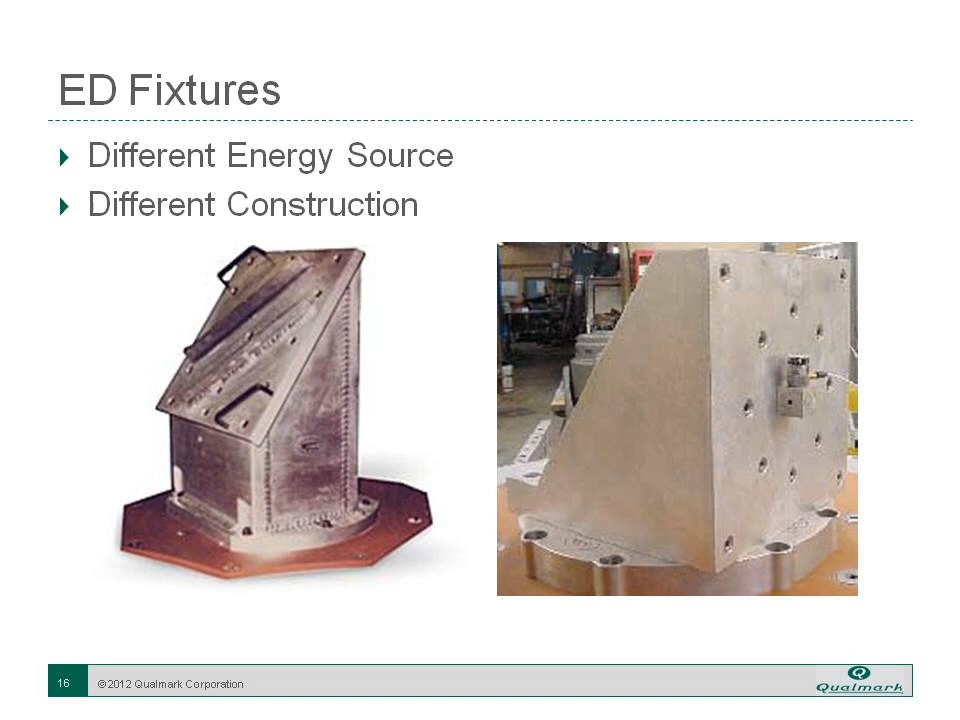 ED Fixtures
Different Energy Source
Different Construction
16
© 2012 Qualmark Corporation
Qualmark